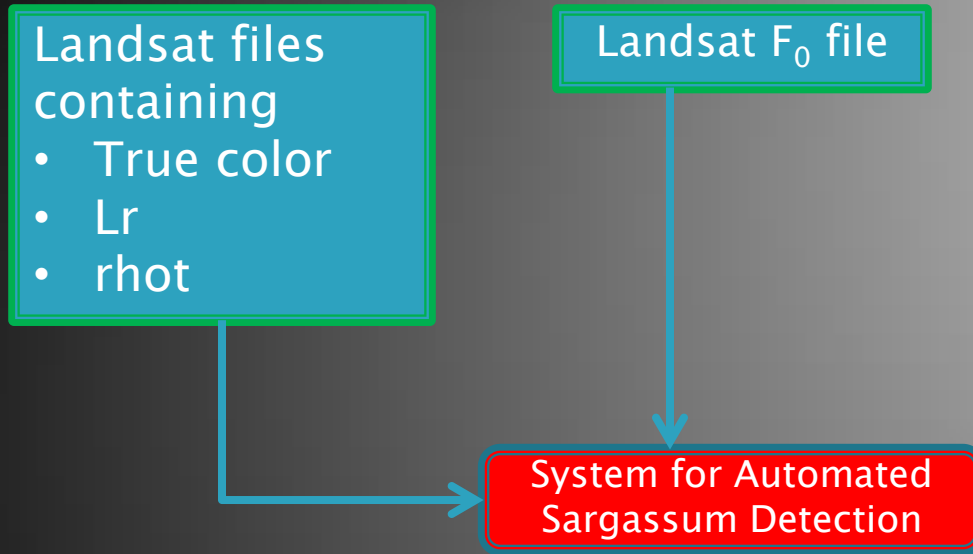 Landsat files
containing
• True color
• Lr
• rhot
Landsat F₀ file
System for Automated
Sargassum Detection